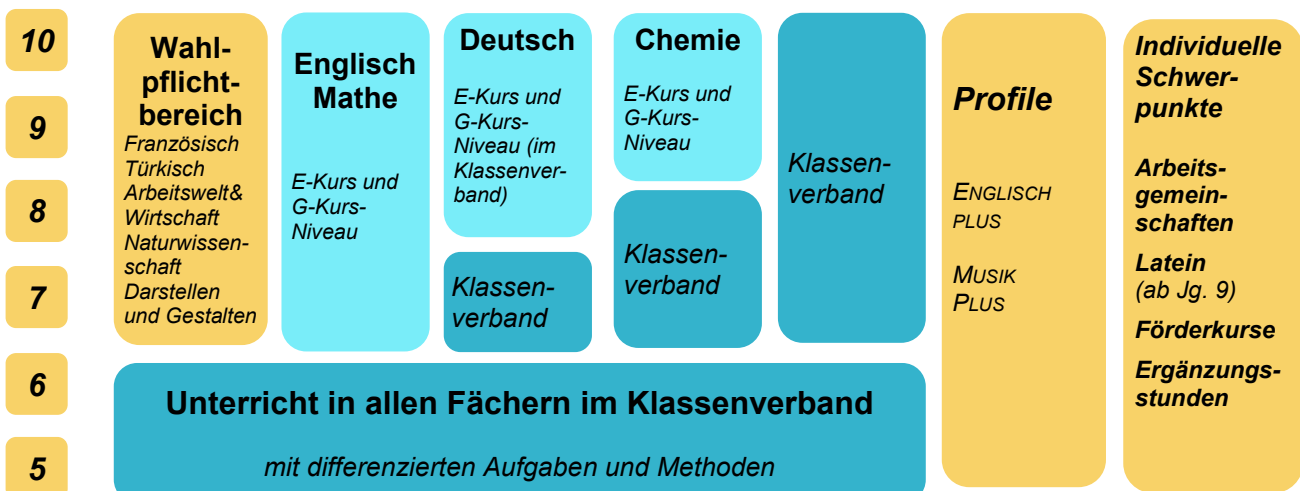 10
9
8
7
6
5
Wahl-
pflicht-
bereich
Französisch
Türkisch
Arbeitswelt&
Wirtschaft
Naturwissen-
schaft
Darstellen
und Gestalten
Englisch
Mathe
E-Kurs und
G-Kurs-
Niveau
Deutsch
E-Kurs und
G-Kurs-
Niveau (im
Klassenver-
band)
Klassen-
verband
Chemie
E-Kurs und
G-Kurs-
Niveau
Klassen-
verband
Klassen-
verband
Unterricht in allen Fächern im Klassenverband
mit differenzierten Aufgaben und Methoden
Profile
ENGLISCH
PLUS
MUSIK
PLUS
Individuelle
Schwer-
punkte
Arbeits-
gemein-
schaften
Latein
(ab Jg. 9)
Förderkurse
Ergänzungs-
stunden